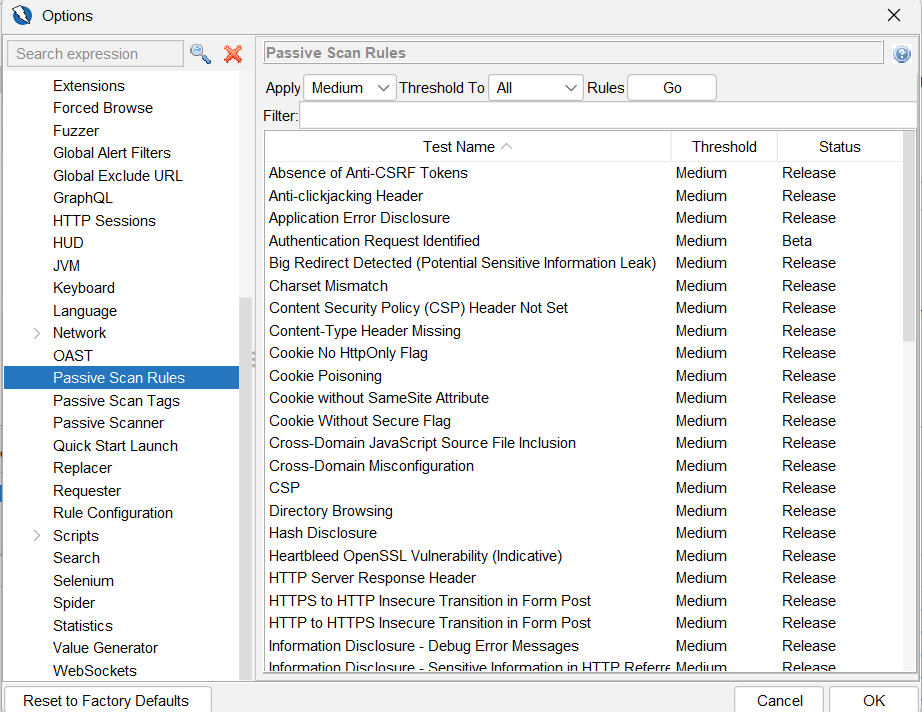 Options
Search expression
Extensions
Forced Browse
Fuzzer
Global Alert Filters
Global Exclude URL
GraphQL
HTTP Sessions
HUD
JVM
Keyboard
Language
Network
OAST
Passive Scan Rules
Passive Scan Tags
Passive Scanner
Quick Start Launch
Replacer
Requester
Rule Configuration
Scripts
Search
Selenium
Spider
Statistics
Value Generator
WebSockets
Passive Scan Rules
Apply Medium Threshold To All Rules Go
Filter:
Test Name Threshold Status
Absence of Anti-CSRF Tokens Medium Release
Anti-clickjacking Header Medium Release
Application Error Disclosure Medium Release
Authentication Request Identified Medium Beta
Big Redirect Detected (Potential Sensitive Information Leak) Medium Release
Charset Mismatch Medium Release
Content Security Policy (CSP) Header Not Set Medium Release
Content-Type Header Missing Medium Release
Cookie No HttpOnly Flag Medium Release
Cookie Poisoning Medium Release
Cookie without SameSite Attribute Medium Release
Cookie Without Secure Flag Medium Release
Cross-Domain JavaScript Source File Inclusion Medium Release
Cross-Domain Misconfiguration Medium Release
CSP Medium Release
Directory Browsing Medium Release
Hash Disclosure Medium Release
Heartbleed OpenSSL Vulnerability (Indicative) Medium Release
HTTP Server Response Header Medium Release
HTTPS to HTTP Insecure Transition in Form Post Medium Release
HTTP to HTTPS Insecure Transition in Form Post Medium Release
Information Disclosure - Debug Error Messages Medium Release
Information Disclosure - Sensitive Information in HTTP Referre Medium Release
Reset to Factory Defaults Cancel OK